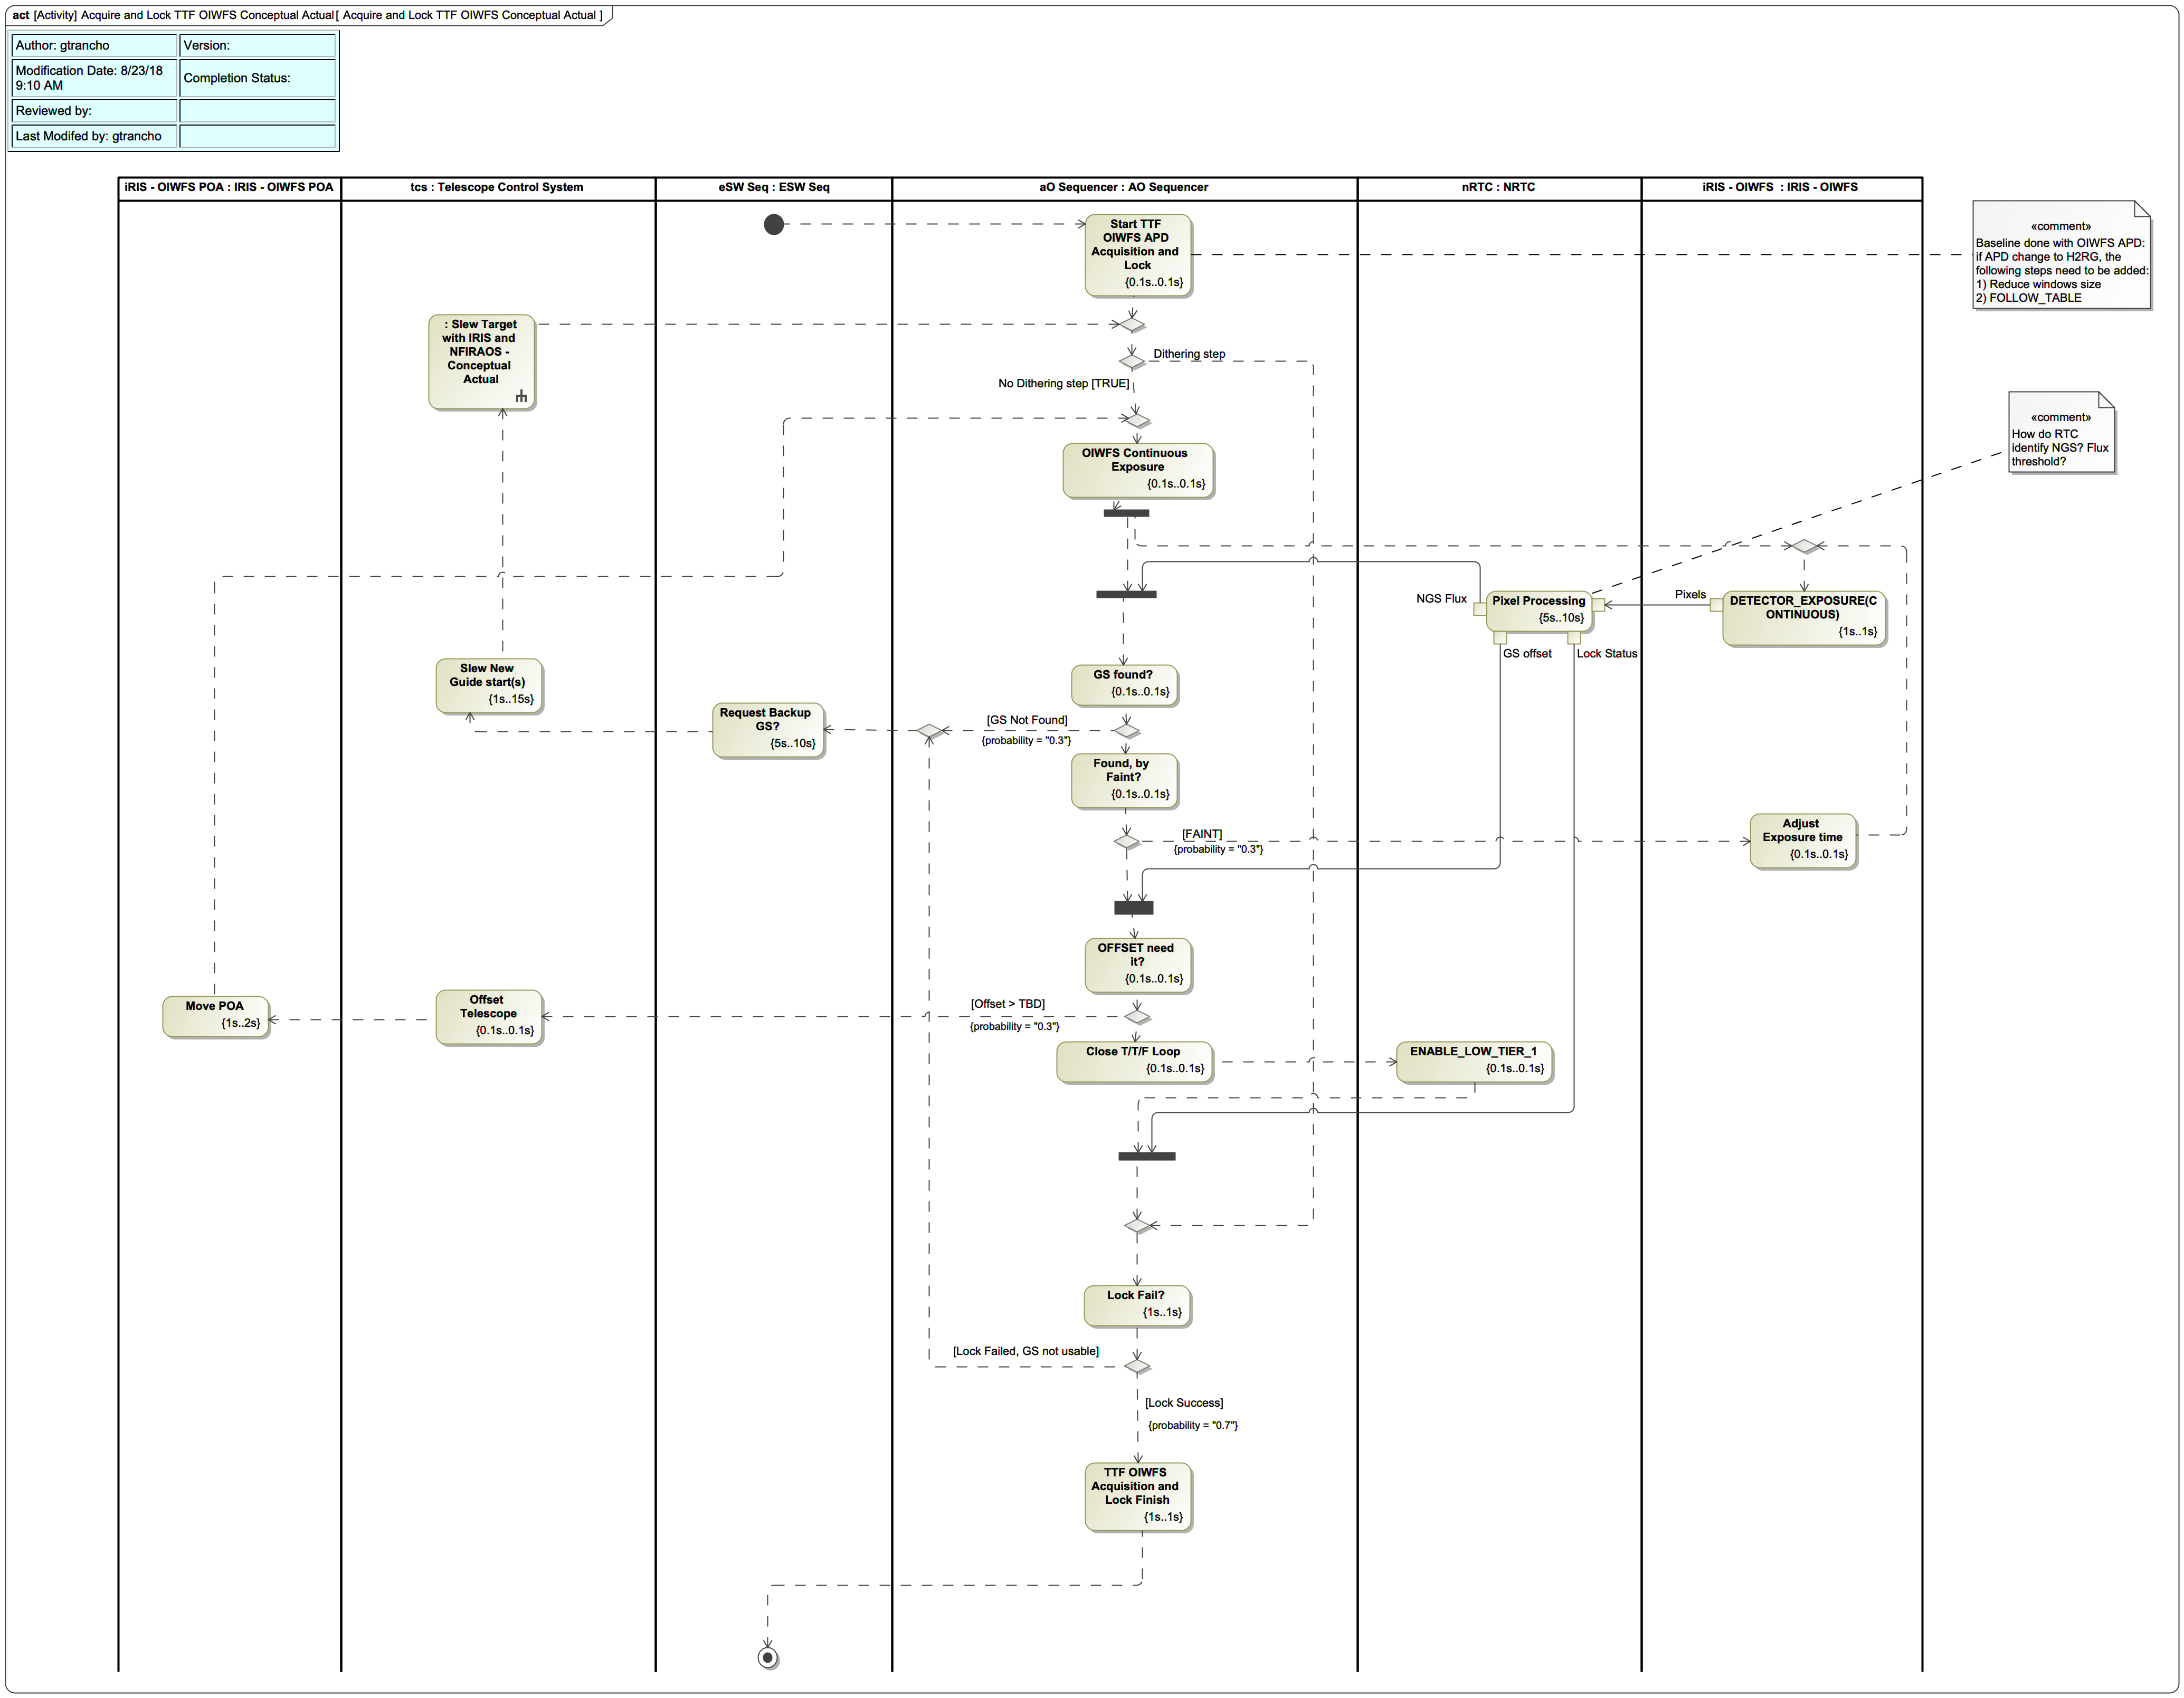 act [Activity] Acquire and Lock TTF OIWFS Conceptual Actual[ Acquire and Lock TTF OIWFS Conceptual Actual ]
Author: gtrancho
Version:
Modification Date: 8/23/18
9:10 AM
Completion Status:
Reviewed by:
Last Modifed by: gtrancho
iRIS - OIWFS POA : IRIS - OIWFS POA
tcs : Telescope Control System
eSW Seq : ESW Seq
aO Sequencer : AO Sequencer
nRTC : NRTC
iRIS - OIWFS  : IRIS - OIWFS
Start TTF
OIWFS APD
Acquisition and
Lock
{0.1s..0.1s}
«comment»
Baseline done with OIWFS APD:
if APD change to H2RG, the
following steps need to be added:
1) Reduce windows size
2) FOLLOW_TABLE
: Slew Target
with IRIS and
NFIRAOS -
Conceptual
Actual
Dithering step
No Dithering step [TRUE]
OIWFS Continuous
Exposure
{0.1s..0.1s}
«comment»
How do RTC
identify NGS? Flux
threshold?
NGS Flux
Pixel Processing
{5s..10s}
Pixels
DETECTOR_EXPOSURE(C
ONTINUOUS)
{1s..1s}
GS offset
Lock Status
Slew New
Guide start(s)
{1s..15s}
GS found?
{0.1s..0.1s}
Request Backup
GS?
{5s..10s}
[GS Not Found]
{probability = "0.3"}
Found, by
Faint?
{0.1s..0.1s}
[FAINT]
{probability = "0.3"}
Adjust
Exposure time
{0.1s..0.1s}
OFFSET need
it?
{0.1s..0.1s}
Move POA
{1s..2s}
Offset
Telescope
{0.1s..0.1s}
[Offset > TBD]
{probability = "0.3"}
Close T/T/F Loop
{0.1s..0.1s}
ENABLE_LOW_TIER_1
{0.1s..0.1s}
Lock Fail?
{1s..1s}
[Lock Failed, GS not usable]
[Lock Success]
{probability = "0.7"}
TTF OIWFS
Acquisition and
Lock Finish
{1s..1s}